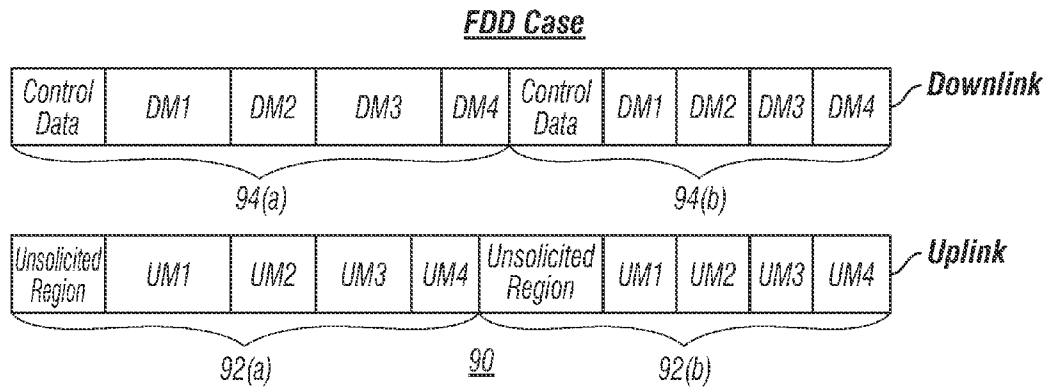 FDD Case
Control Data DM1 DM2 DM3 DM4 Control Data DM1 DM2 DM3 DM4 Downlink
94(a) 94(b)
Unsolicited Region UM1 UM2 UM3 UM4 Unsolicited Region UM1 UM2 UM3 UM4 Uplink
92(a) 90 92(b)